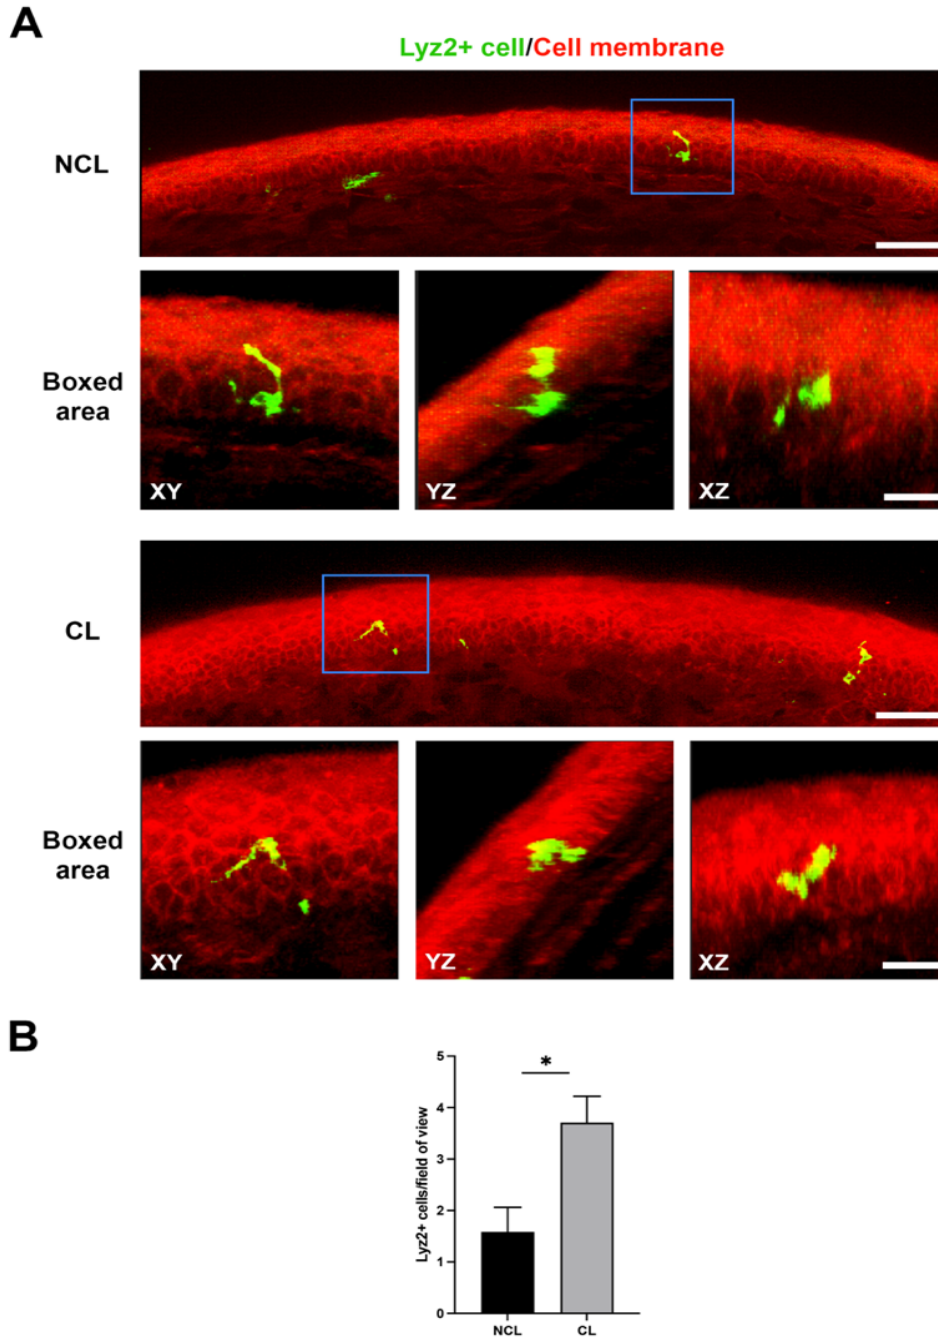 A
Lyz2+ cell/Cell membrane
NCL
Boxed
area
XY
YZ
XZ
CL
Boxed
area
XY
YZ
XZ
B
Lyz2+ cells/field of view
5
4
3
2
1
0
*
NCL
CL